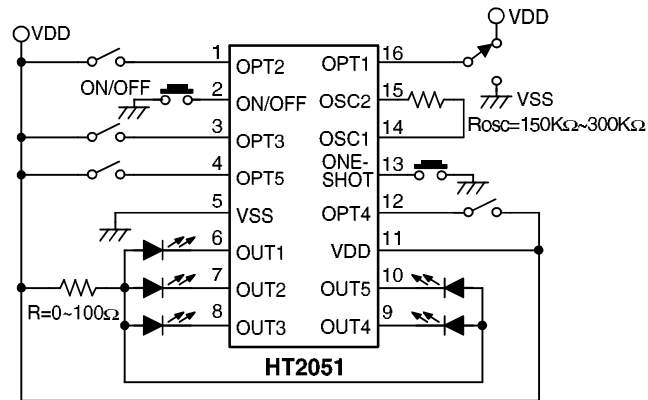 VDD
VDD
1
OPT2
OPT1
16
ON/OFF
2
ON/OFF
OSC2
15
VSS
Rosc=150KΩ~300KΩ
3
OPT3
OSC1
14
4
OPT5
ONE-
SHOT
13
5
VSS
OPT4
12
6
OUT1
VDD
11
7
OUT2
OUT5
10
R=0~100Ω
8
OUT3
OUT4
9
HT2051